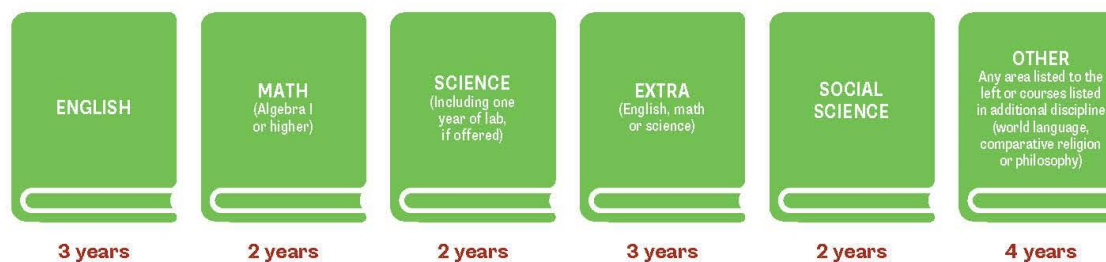 ENGLISH
3 years
MATH
(Algebra I
or higher)
2 years
SCIENCE
(Including one
year of lab,
if offered)
2 years
EXTRA
(English, math
or science)
3 years
SOCIAL
SCIENCE
2 years
OTHER
Any area listed to the
left or courses listed
in additional discipline
(world language,
comparative religion
or philosophy)
4 years